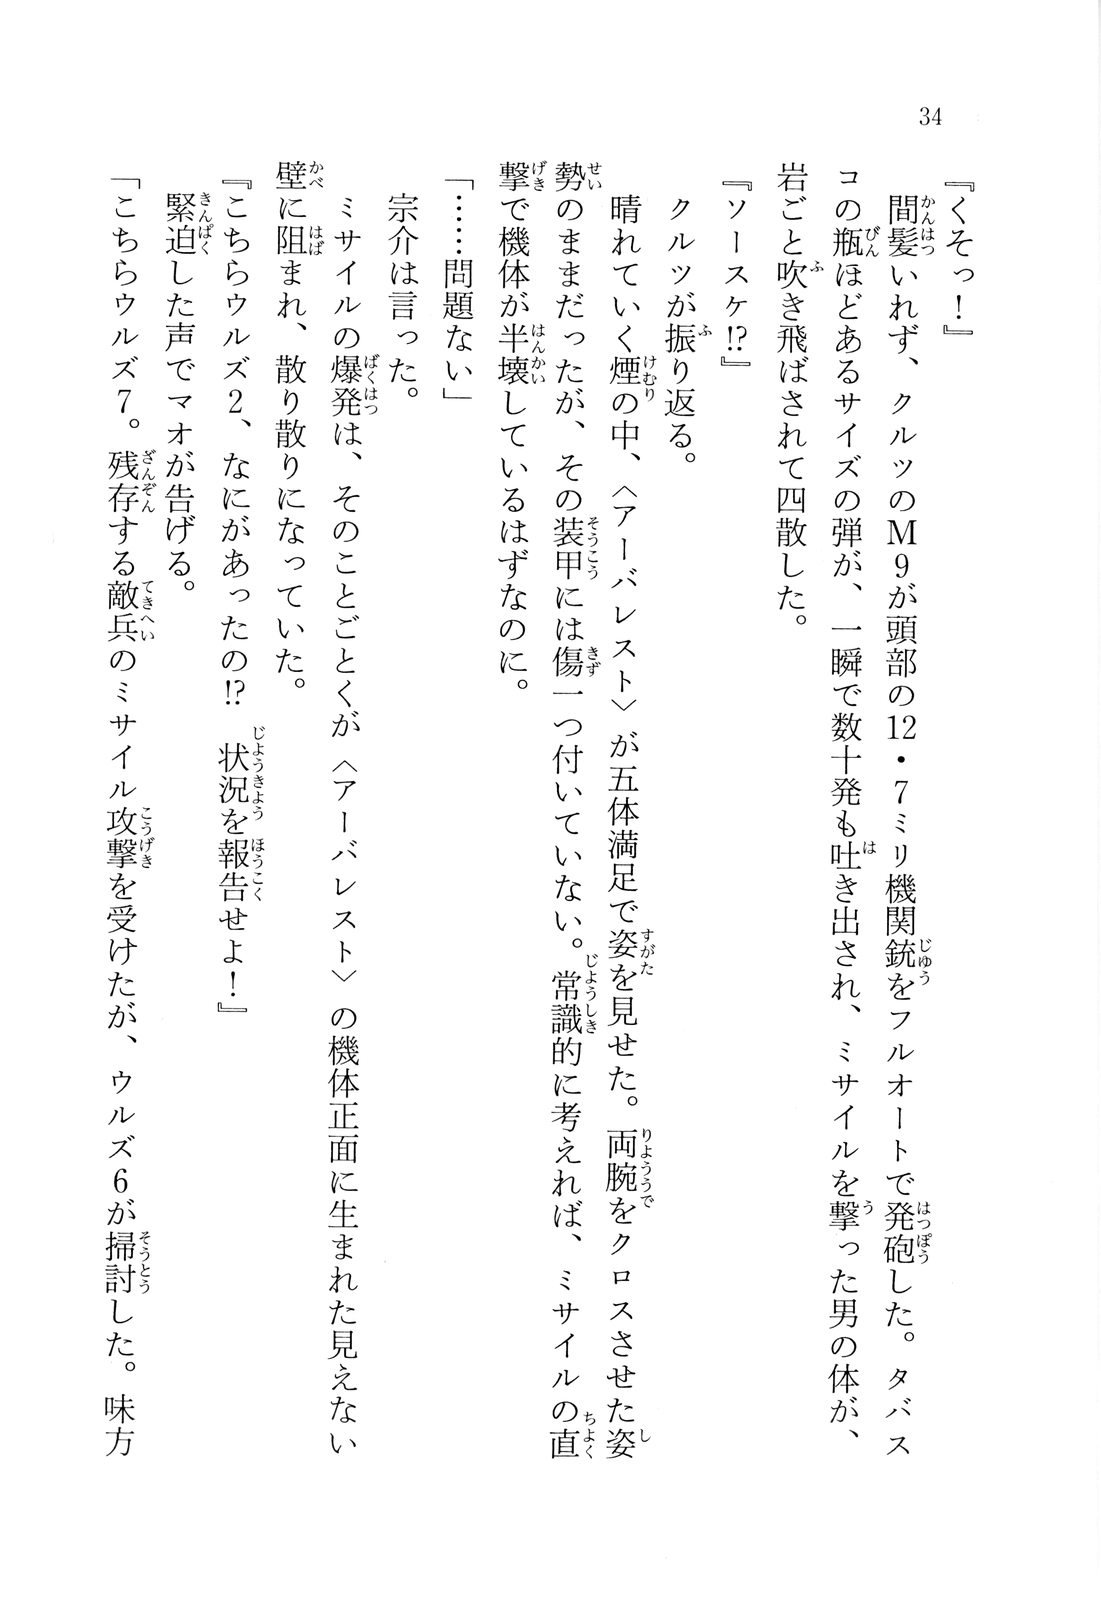 34
『くそっ！』
　間髪いれず、クルツのM9が頭部の12・7ミリ機関銃をフルオートで発砲した。タバス
コの瓶ほどあるサイズの弾が、一瞬で数十発も吐き出され、ミサイルを撃った男の体が、
岩ごと吹き飛ばされて四散した。
『ソースケ⁉』
　クルツが振り返る。
　晴れていく煙の中、〈アーバレスト〉が五体満足で姿を見せた。両腕をクロスさせた姿
勢のままだったが、その装甲には傷一つ付いていない。常識的に考えれば、ミサイルの直
撃で機体が半壊しているはずなのに。
「……問題ない」
　宗介は言った。
　ミサイルの爆発は、そのことごとくが〈アーバレスト〉の機体正面に生まれた見えない
壁に阻まれ、散り散りになっていた。
『こちらウルズ2、なにがあったの⁉　状況を報告せよ！』
　緊迫した声でマオが告げる。
「こちらウルズ7。残存する敵兵のミサイル攻撃を受けたが、ウルズ6が掃討した。味方